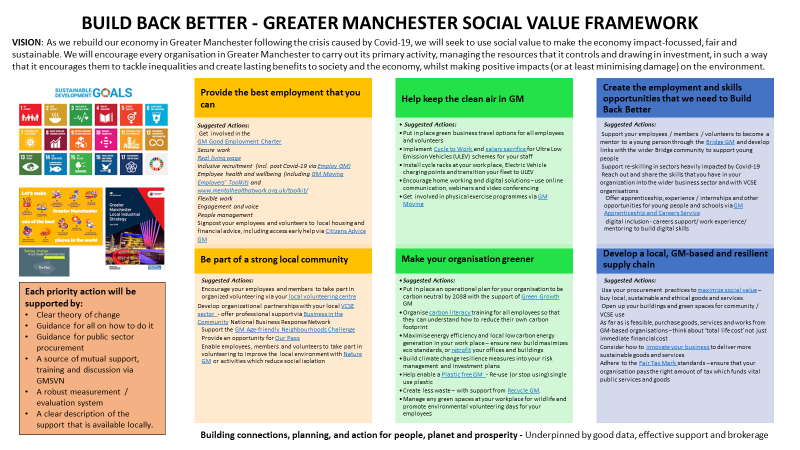 BUILD BACK BETTER - GREATER MANCHESTER SOCIAL VALUE FRAMEWORK
VISION: As we rebuild our economy in Greater Manchester following the crisis caused by Covid-19, we will seek to use social value to make the economy impact-focussed, fair and
sustainable. We will encourage every organisation in Greater Manchester to carry out its primary activity, managing the resources that it controls and drawing in investment, in such a way
that it encourages them to tackle inequalities and create lasting benefits to society and the economy, whilst making positive impacts (or at least minimising damage) on the environment.
SUSTAINABLE
DEVELOPMENT GOALS
Let's make
Greater Manchester
one of the best
places in the world
Greater Manchester
Local Industrial
Strategy
Each priority action will be
supported by:
• Clear theory of change
• Guidance for all on how to do it
• Guidance for public sector
procurement
• A source of mutual support,
training and discussion via
GMSVN
• A robust measurement /
evaluation system
• A clear description of the
support that is available locally.
Provide the best employment that you
can
Suggested Actions:
Get involved in the
GM Good Employment Charter
Secure work
Real living wage
Inclusive recruitment (incl. post Covid via Employ GM)
Employee health and wellbeing (including GM Moving
Employers' Toolkit) and
www.mentalhealthatwork.org.uk/toolkit/
Flexible work
Engagement and voice
People management
Signpost your employees and volunteers to local housing and
financial advice, including access early help via Citizens Advice
GM
Be part of a strong local community
Suggested Actions:
Encourage your employees and members to take part in
organized volunteering via your local volunteering centre
Develop organizational partnerships with your local VCSE
sector - offer professional support via Business in the
Community National Business Response Network
Support the GM Age-friendly Neighbourhoods Challenge
Provide an opportunity for Our Pass
Enable employees, members and volunteers to take part in
volunteering to improve the local environment with Nature
GM or activities which reduce social isolation
Help keep the clean air in GM
• Suggested Actions:
• Put in place green business travel options for all employees
and volunteers
• Implement Cycle to Work and salary sacrifice for Ultra Low
Emission Vehicles (ULEV) schemes for your staff
• Install cycle racks at your work place, Electric Vehicle
charging points and transition your fleet to ULEV
• Encourage home working and digital solutions – use online
communication, webinars and video conferencing
• Get involved in physical exercise programmes via GM
Moving
Make your organisation greener
• Suggested Actions:
• Put in place an operational plan for your organisation to be
carbon neutral by 2038 with the support of Green Growth
GM
• Organise carbon literacy training for all employees so that
they can understand how to reduce their own carbon
footprint
• Maximise energy efficiency and local low carbon energy
generation in your work place – ensure new build maximizes
eco standards, or retrofit your offices and buildings
• Build climate change resilience measures into your risk
management and investment plans
• Help enable a Plastic free GM - Re-use (or stop using) single
use plastic
• Create less waste – with support from Recycle GM.
• Manage any green spaces at your workplace for wildlife and
promote environmental volunteering days for your
employees
Create the employment and skills
opportunities that we need to Build
Back Better
Suggested Actions:
Support your employees / members / volunteers to become a
mentor to a young person through the Bridge GM and develop
links with the wider Bridge Community to support young
people
Support re-skilling in sectors heavily impacted by Covid-19
Reach out and share the skills that you have in your
organization into the wider business sector and with VCSE
organisations
Offer apprenticeship, experience / internships and other
opportunities for young people and schools via GM
Apprenticeship and Careers Service
digital inclusion - careers support/ work experience/
mentoring to build digital skills
Develop a local, GM-based and resilient
supply chain
Suggested Actions:
Use your procurement practices to maximize social value –
buy local, sustainable and ethical goods and services.
Open up your buildings and green spaces for community /
VCSE use
As far as is feasible, purchase goods, services and works from
GM-based organisations – think about 'total life cost' not just
immediate financial cost
Consider how to innovate your business to deliver more
sustainable goods and services
Adhere to the Fair Tax Mark standards – ensure that your
organisation pays the right amount of tax which funds vital
public services and goods
Building connections, planning, and action for people, planet and prosperity - Underpinned by good data, effective support and brokerage